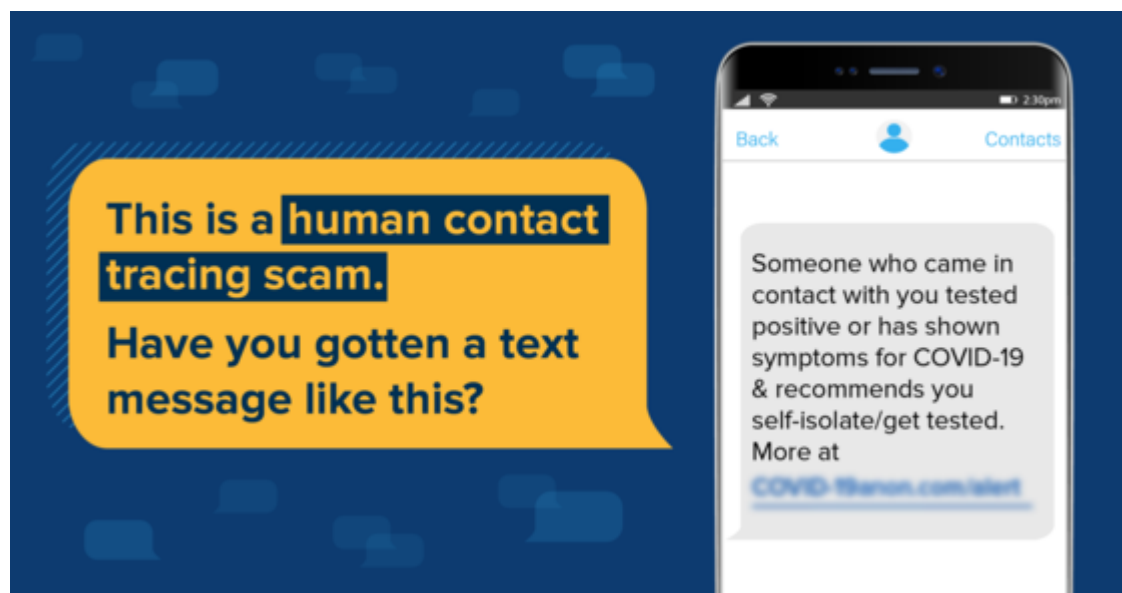 This is a human contact
tracing scam.
Have you gotten a text
message like this?
2:30pm
Back
Contacts
Someone who came in
contact with you tested
positive or has shown
symptoms for COVID-19
& recommends you
self-isolate/get tested.
More at